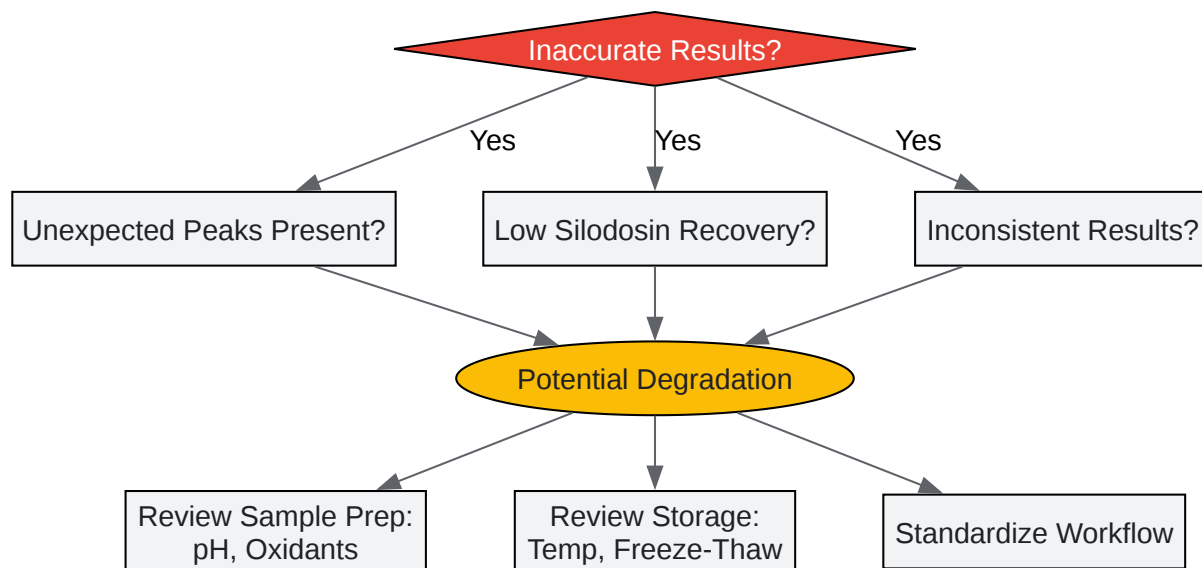 Inaccurate Results?
Yes
Yes
Yes
Unexpected Peaks Present?
Low Silodosin Recovery?
Inconsistent Results?
Potential Degradation
Review Sample Prep:
pH, Oxidants
Review Storage:
Temp, Freeze-Thaw
Standardize Workflow